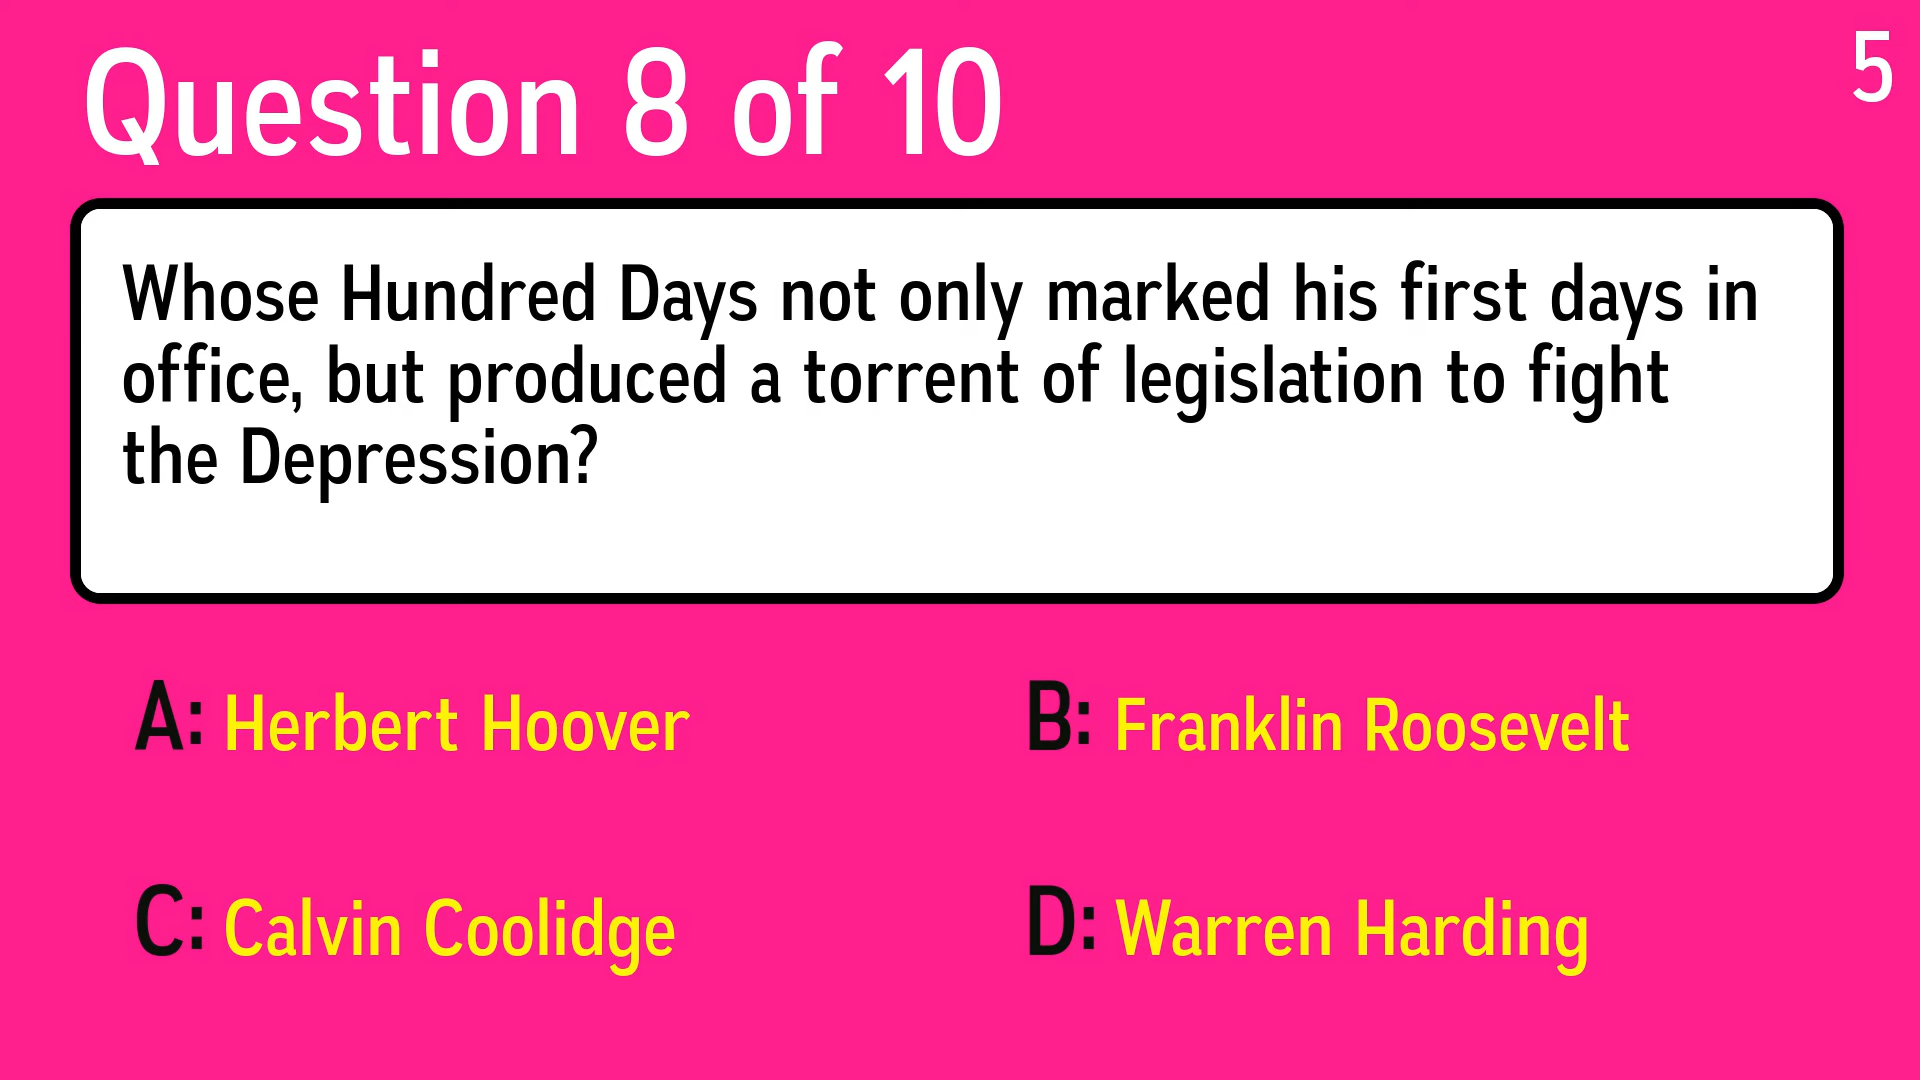 Question 8 of 10
5
Whose Hundred Days not only marked his first days in
office, but produced a torrent of legislation to fight
the Depression?
A: Herbert Hoover
B: Franklin Roosevelt
C: Calvin Coolidge
D: Warren Harding